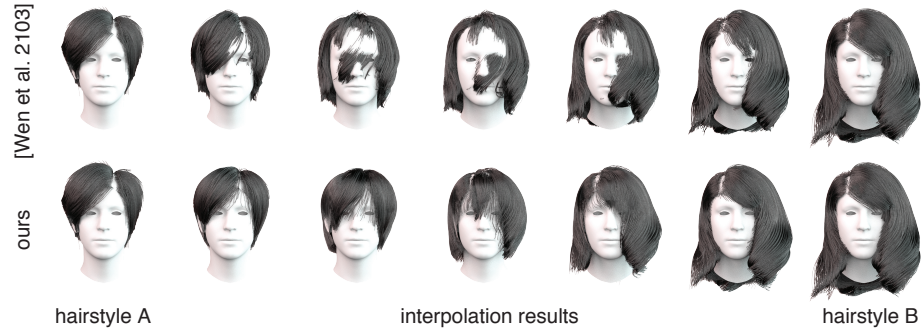 [Wen et al. 2103]
ours
hairstyle A
interpolation results
hairstyle B